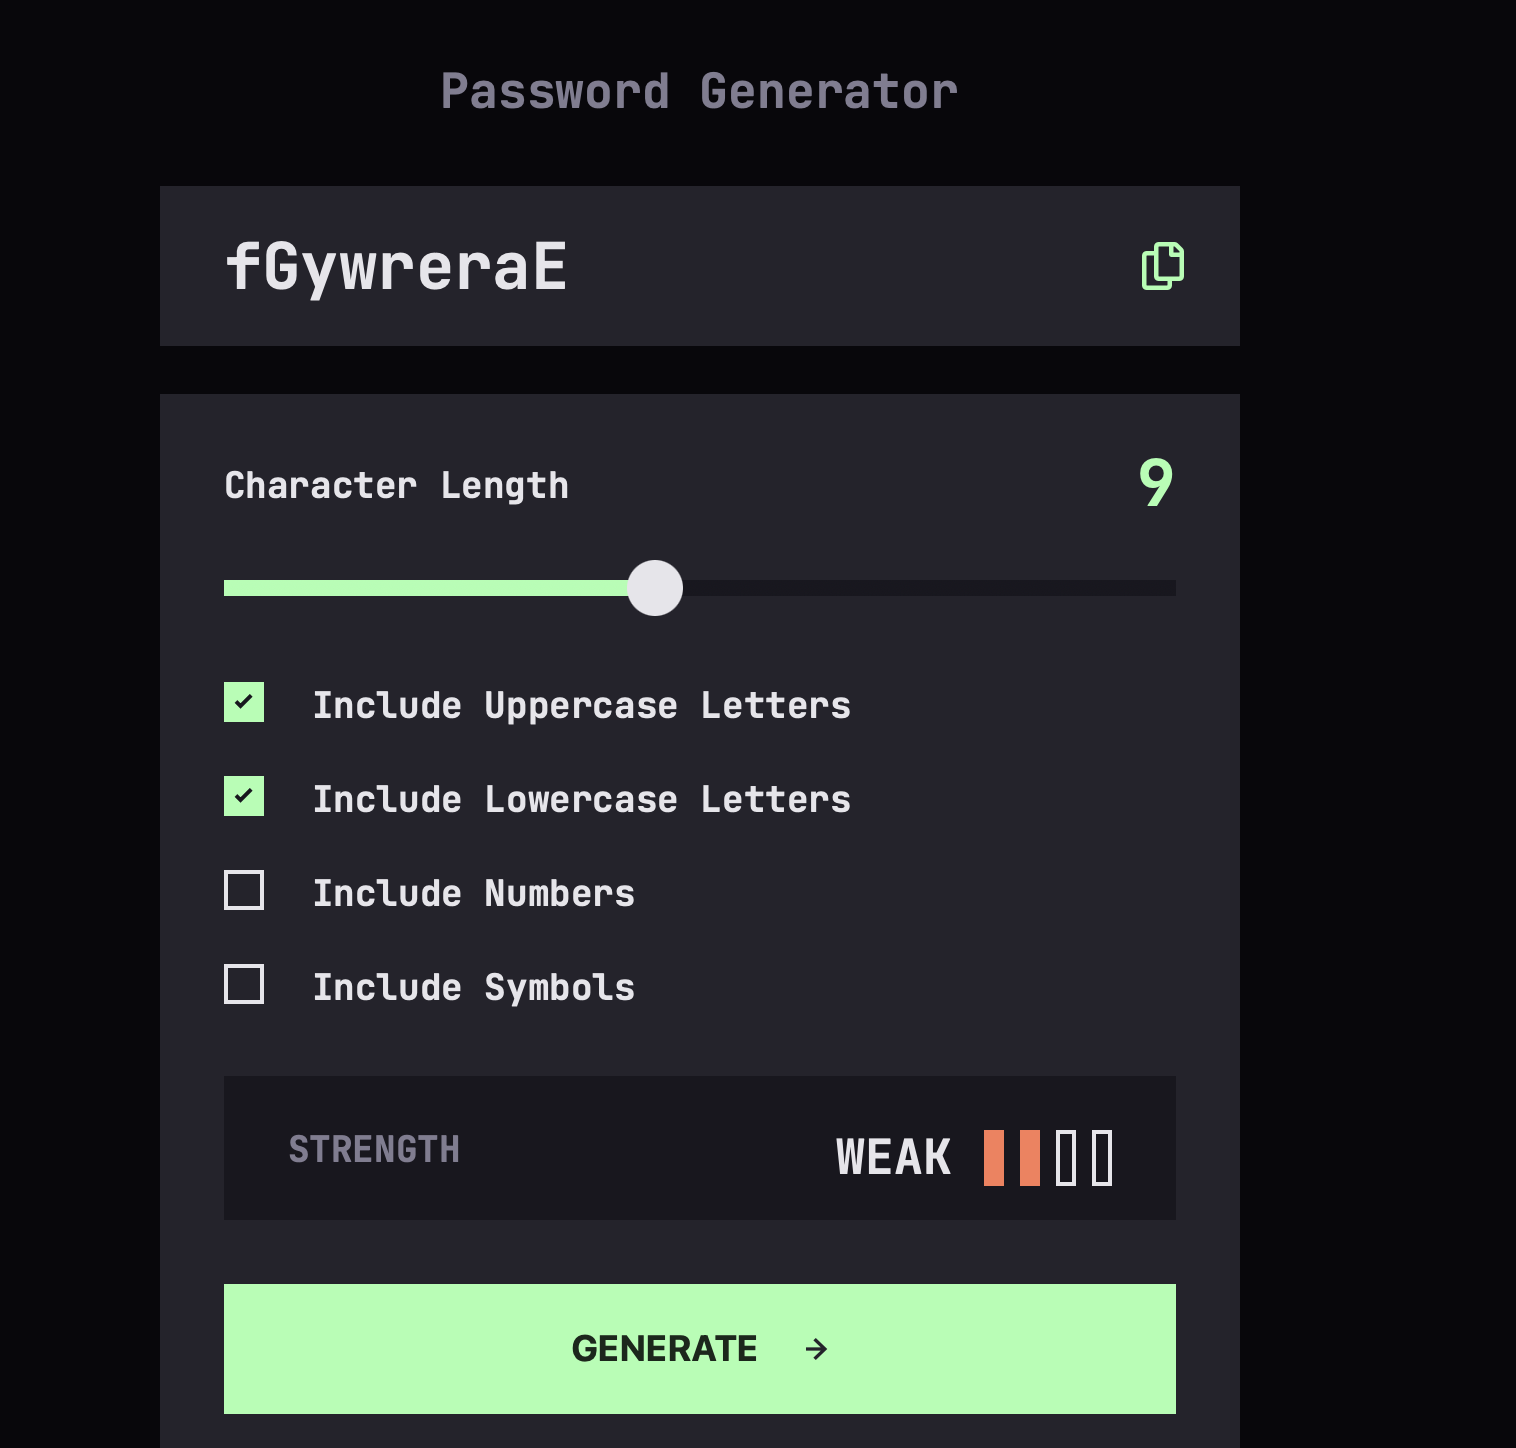 Password Generator
fGywreraE
Character Length 9
Include Uppercase Letters
Include Lowercase Letters
Include Numbers
Include Symbols
STRENGTH WEAK
GENERATE →